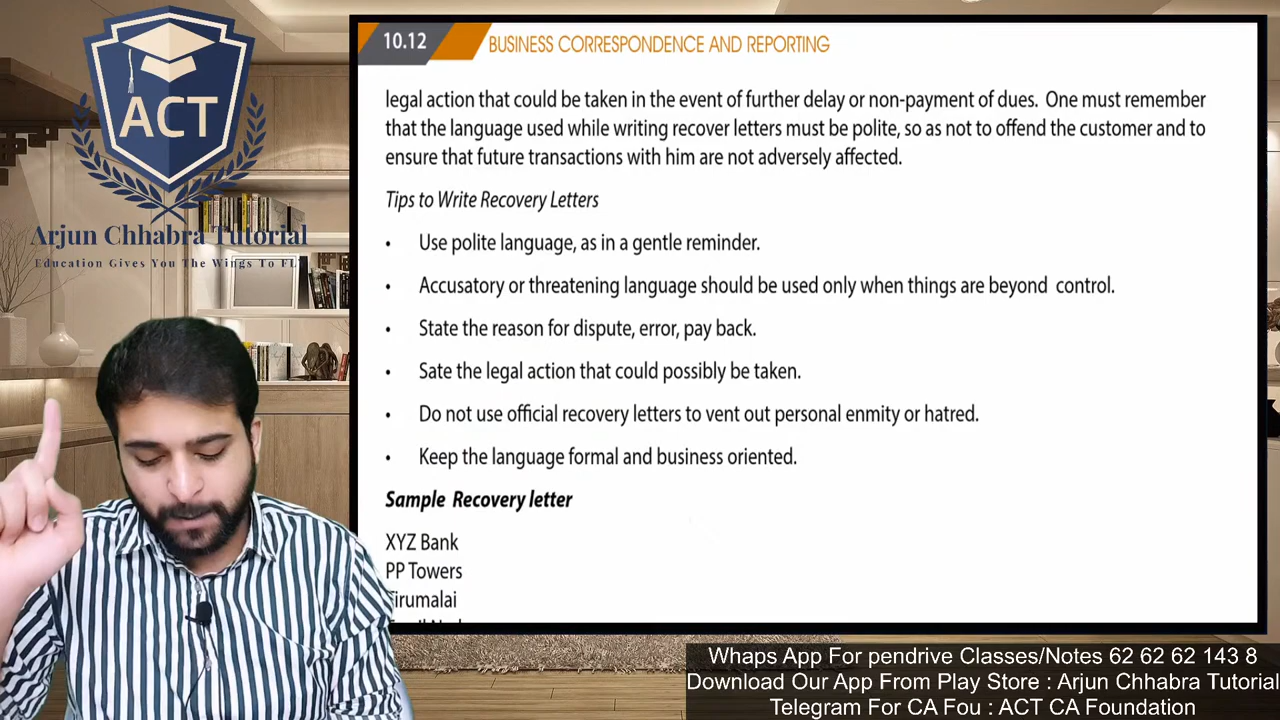 10.12
BUSINESS CORRESPONDENCE AND REPORTING
legal action that could be taken in the event of further delay or non-payment of dues. One must remember
that the language used while writing recover letters must be polite, so as not to offend the customer and to
ensure that future transactions with him are not adversely affected.
Tips to Write Recovery Letters
• Use polite language, as in a gentle reminder.
• Accusatory or threatening language should be used only when things are beyond control.
• State the reason for dispute, error, pay back.
• Sate the legal action that could possibly be taken.
• Do not use official recovery letters to vent out personal enmity or hatred.
• Keep the language formal and business oriented.
Sample Recovery letter
XYZ Bank
PP Towers
Tirumalai
ACT
Arjun Chhabra Tutorial
Education Gives You The Wings To FL
Whaps App For pendrive Classes/Notes 62 62 62 143 8
Download Our App From Play Store : Arjun Chhabra Tutorial
Telegram For CA Fou : ACT CA Foundation